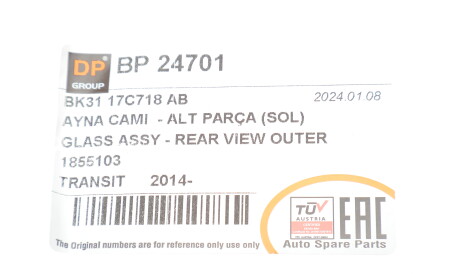 DP GROUP BP 24701
BK31 17C718 AB 2024.01.08
AYNA CAMI - ALT PARÇA (SOL)
GLASS ASSY - REAR VIEW OUTER
1855103
TRANSIT 2014-
TÜV
AUSTRIA
EAC
The Original numbers are for reference only use only
Auto Spare Parts